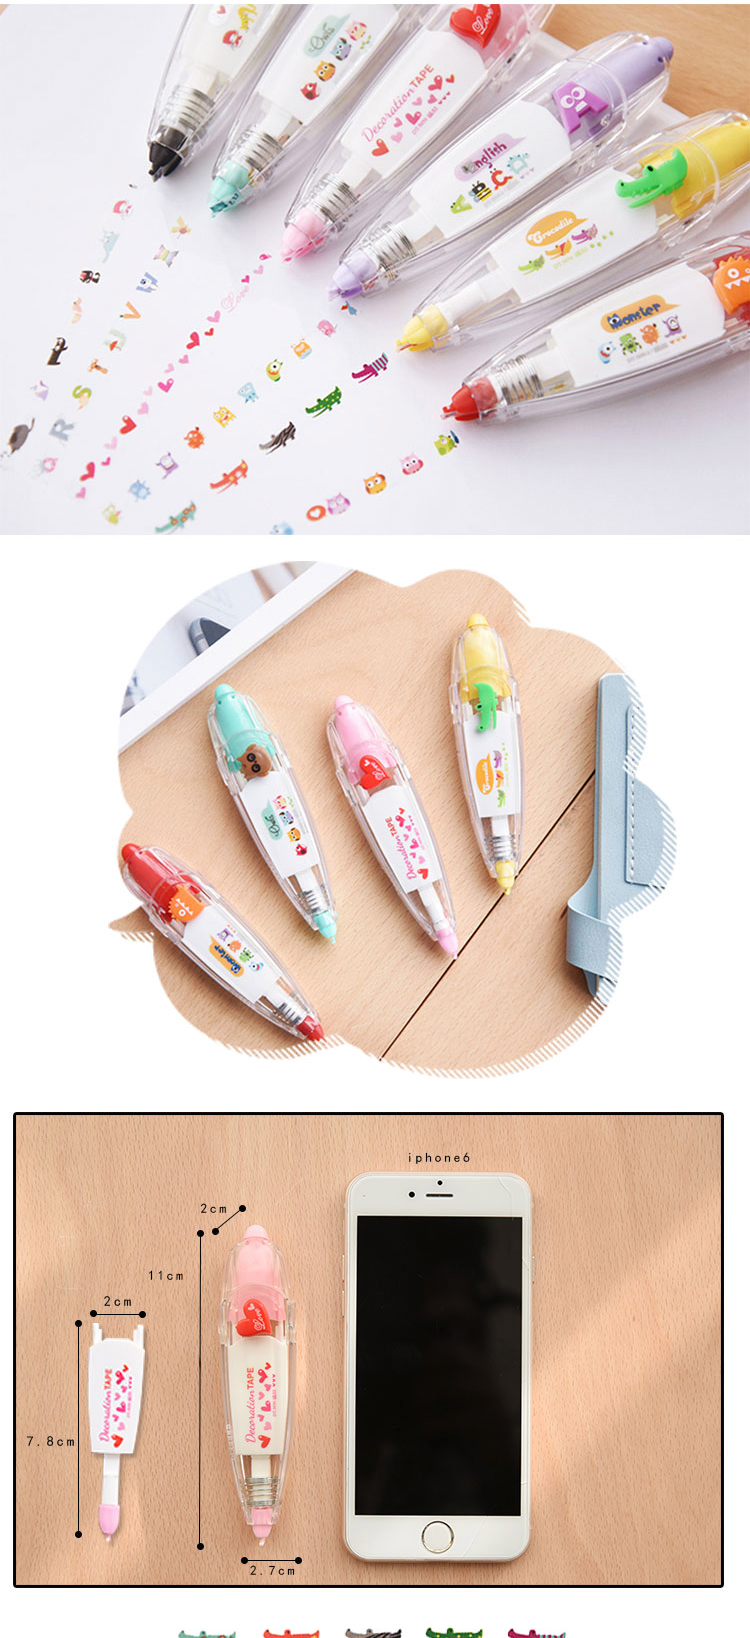 Owls
Love
Decoration TAPE
English
A
A B C D
Crocodile
Monster
Love
V W
U
R S
Owls
Love
Decoration TAPE
Crocodile
Monster
iphone6
2cm
11cm
2cm
Love
Decoration TAPE
Decoration TAPE
7.8cm
2.7cm